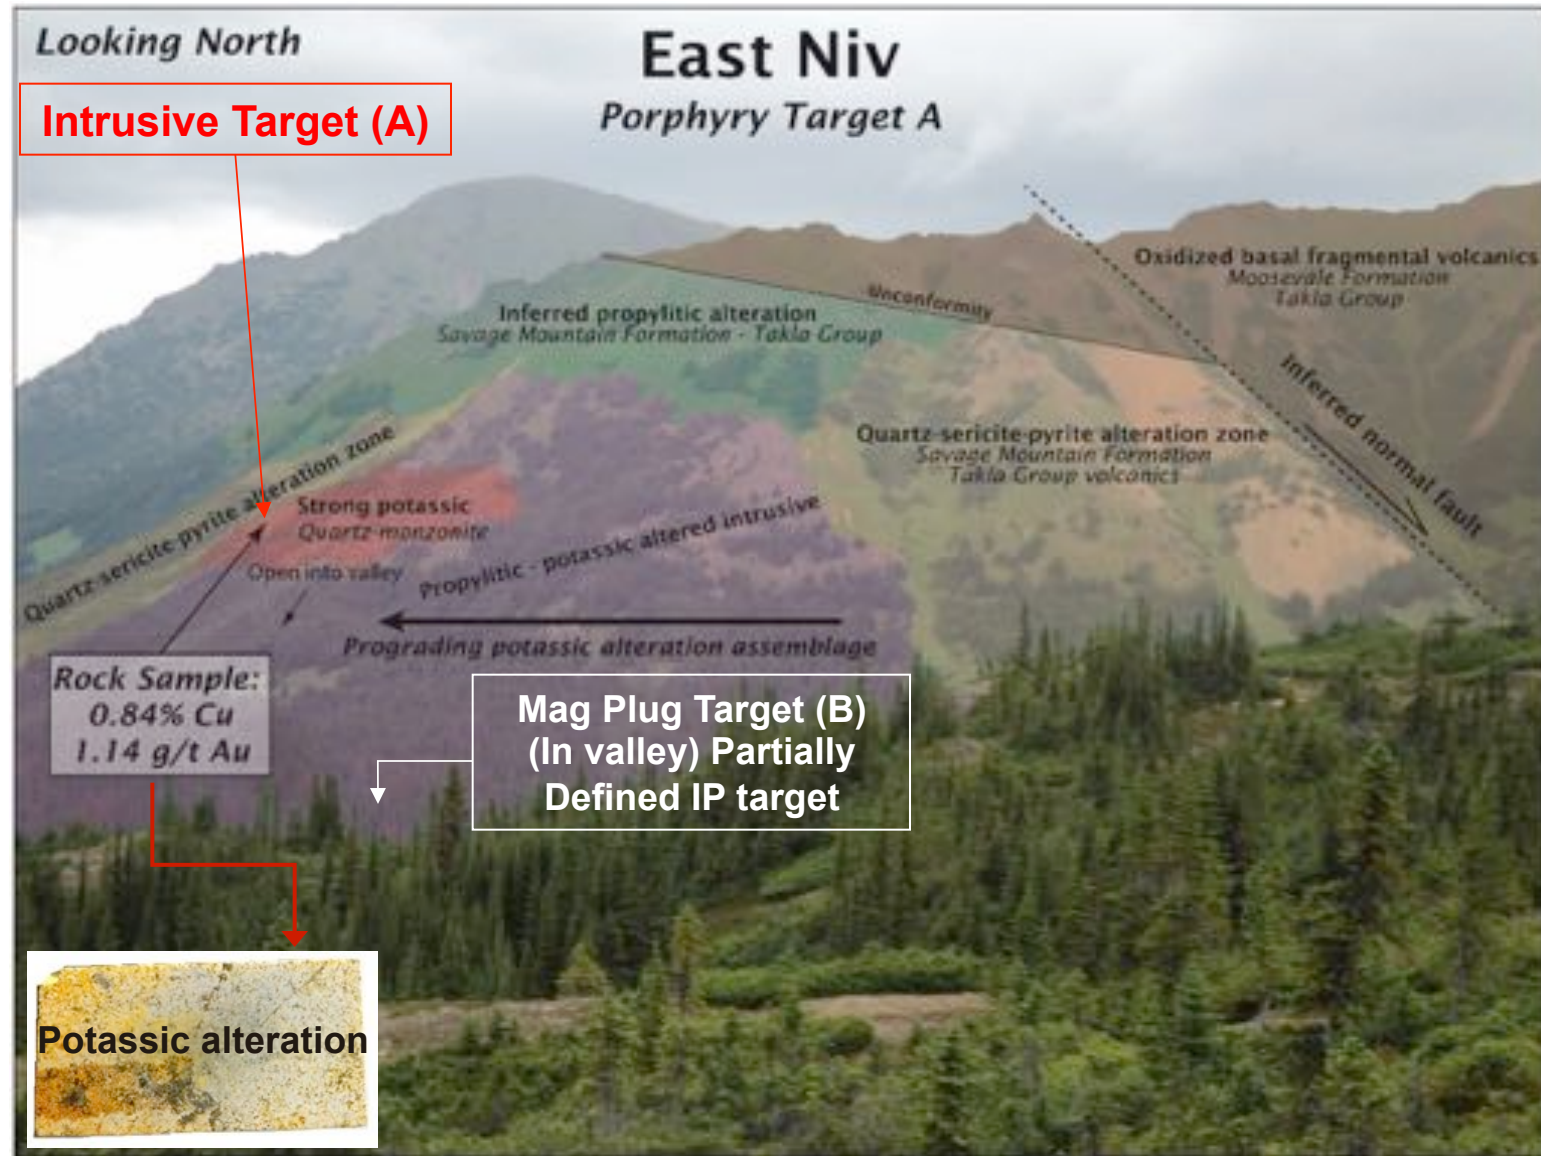 Looking North
East Niv
Porphyry Target A
Intrusive Target (A)
Oxidized basal fragmental volcanics
Moosevale Formation
Takla Group
Unconformity
Inferred propylitic alteration
Savage Mountain Formation - Takla Group
Inferred normal fault
Quartz-sericite-pyrite alteration zone
Savage Mountain Formation
Takla Group volcanics
Quartz-sericite-pyrite alteration zone
Strong potassic
Quartz-monzonite
Open into valley
Propylitic - potassic altered intrusive
Prograding potassic alteration assemblage
Rock Sample:
0.84% Cu
1.14 g/t Au
Mag Plug Target (B)
(In valley) Partially
Defined IP target
Potassic alteration